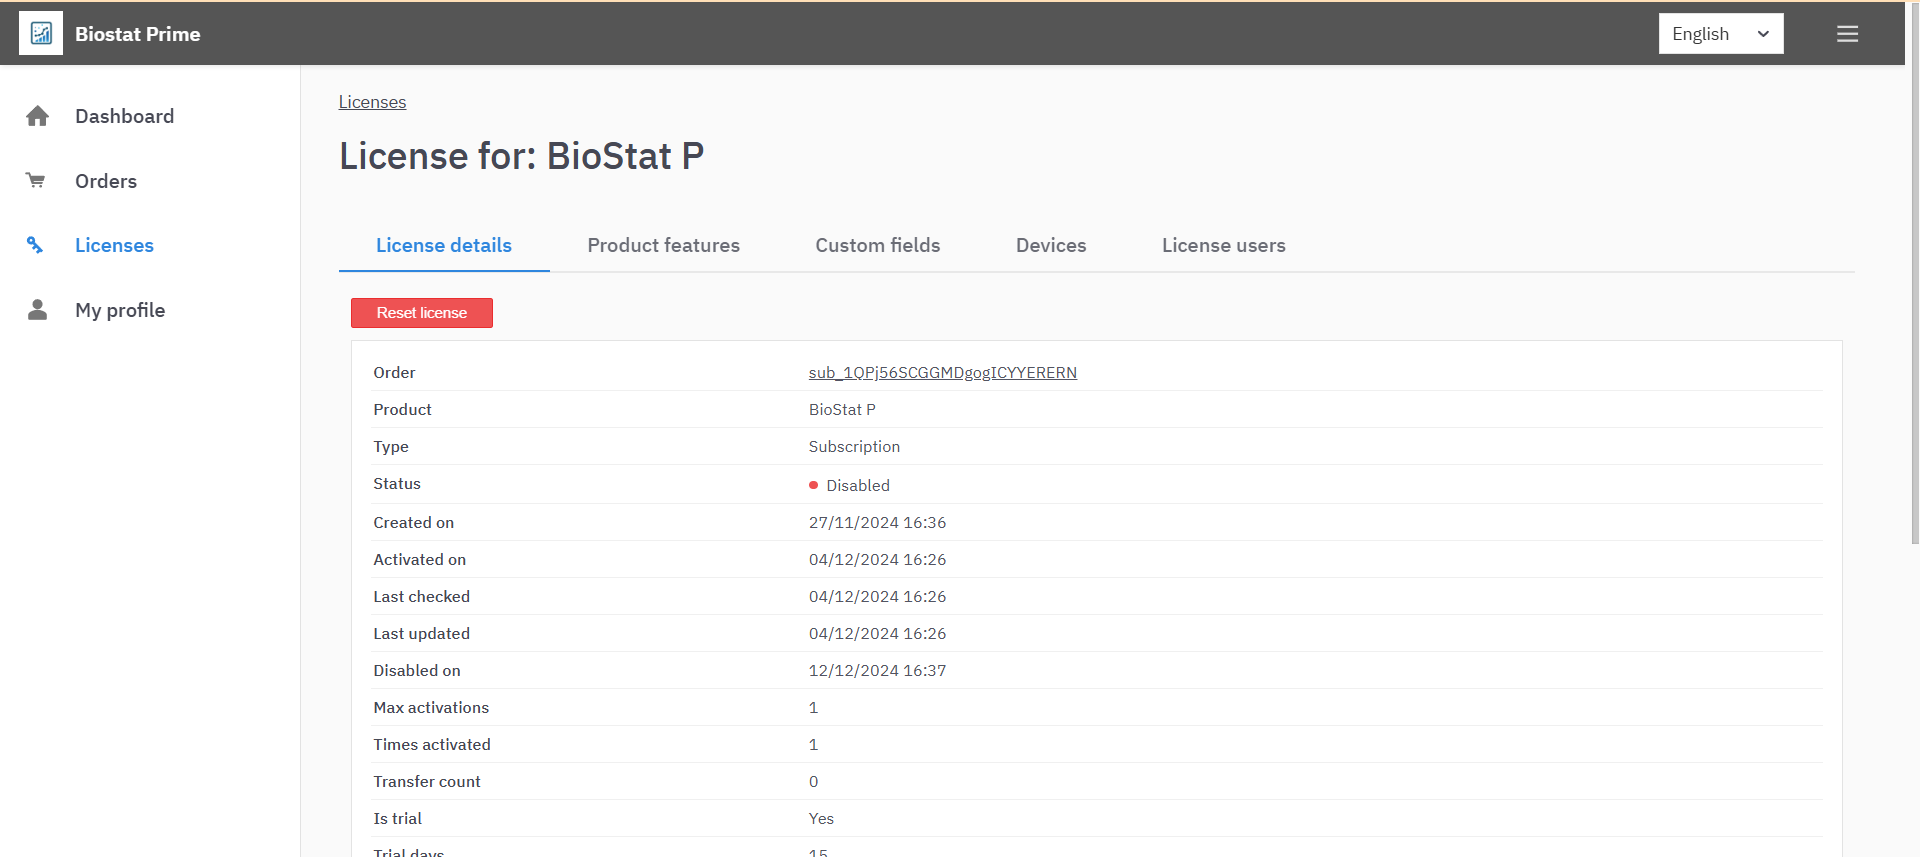 Biostat Prime
English
Dashboard
Orders
Licenses
My profile
Licenses
License for: BioStat P
License details
Product features
Custom fields
Devices
License users
Reset license
Order sub_1QPj56SCGGMDgogICYYERERN
Product BioStat P
Type Subscription
Status Disabled
Created on 27/11/2024 16:36
Activated on 04/12/2024 16:26
Last checked 04/12/2024 16:26
Last updated 04/12/2024 16:26
Disabled on 12/12/2024 16:37
Max activations 1
Times activated 1
Transfer count 0
Is trial Yes
Trial days 15